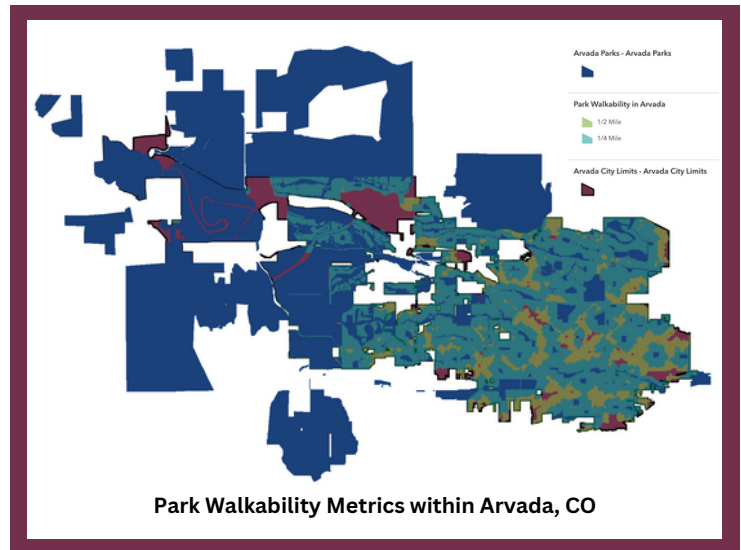 Arvada Parks - Arvada Parks
Park Walkability in Arvada
1/2 Mile
1/4 Mile
Arvada City Limits - Arvada City Limits
Park Walkability Metrics within Arvada, CO